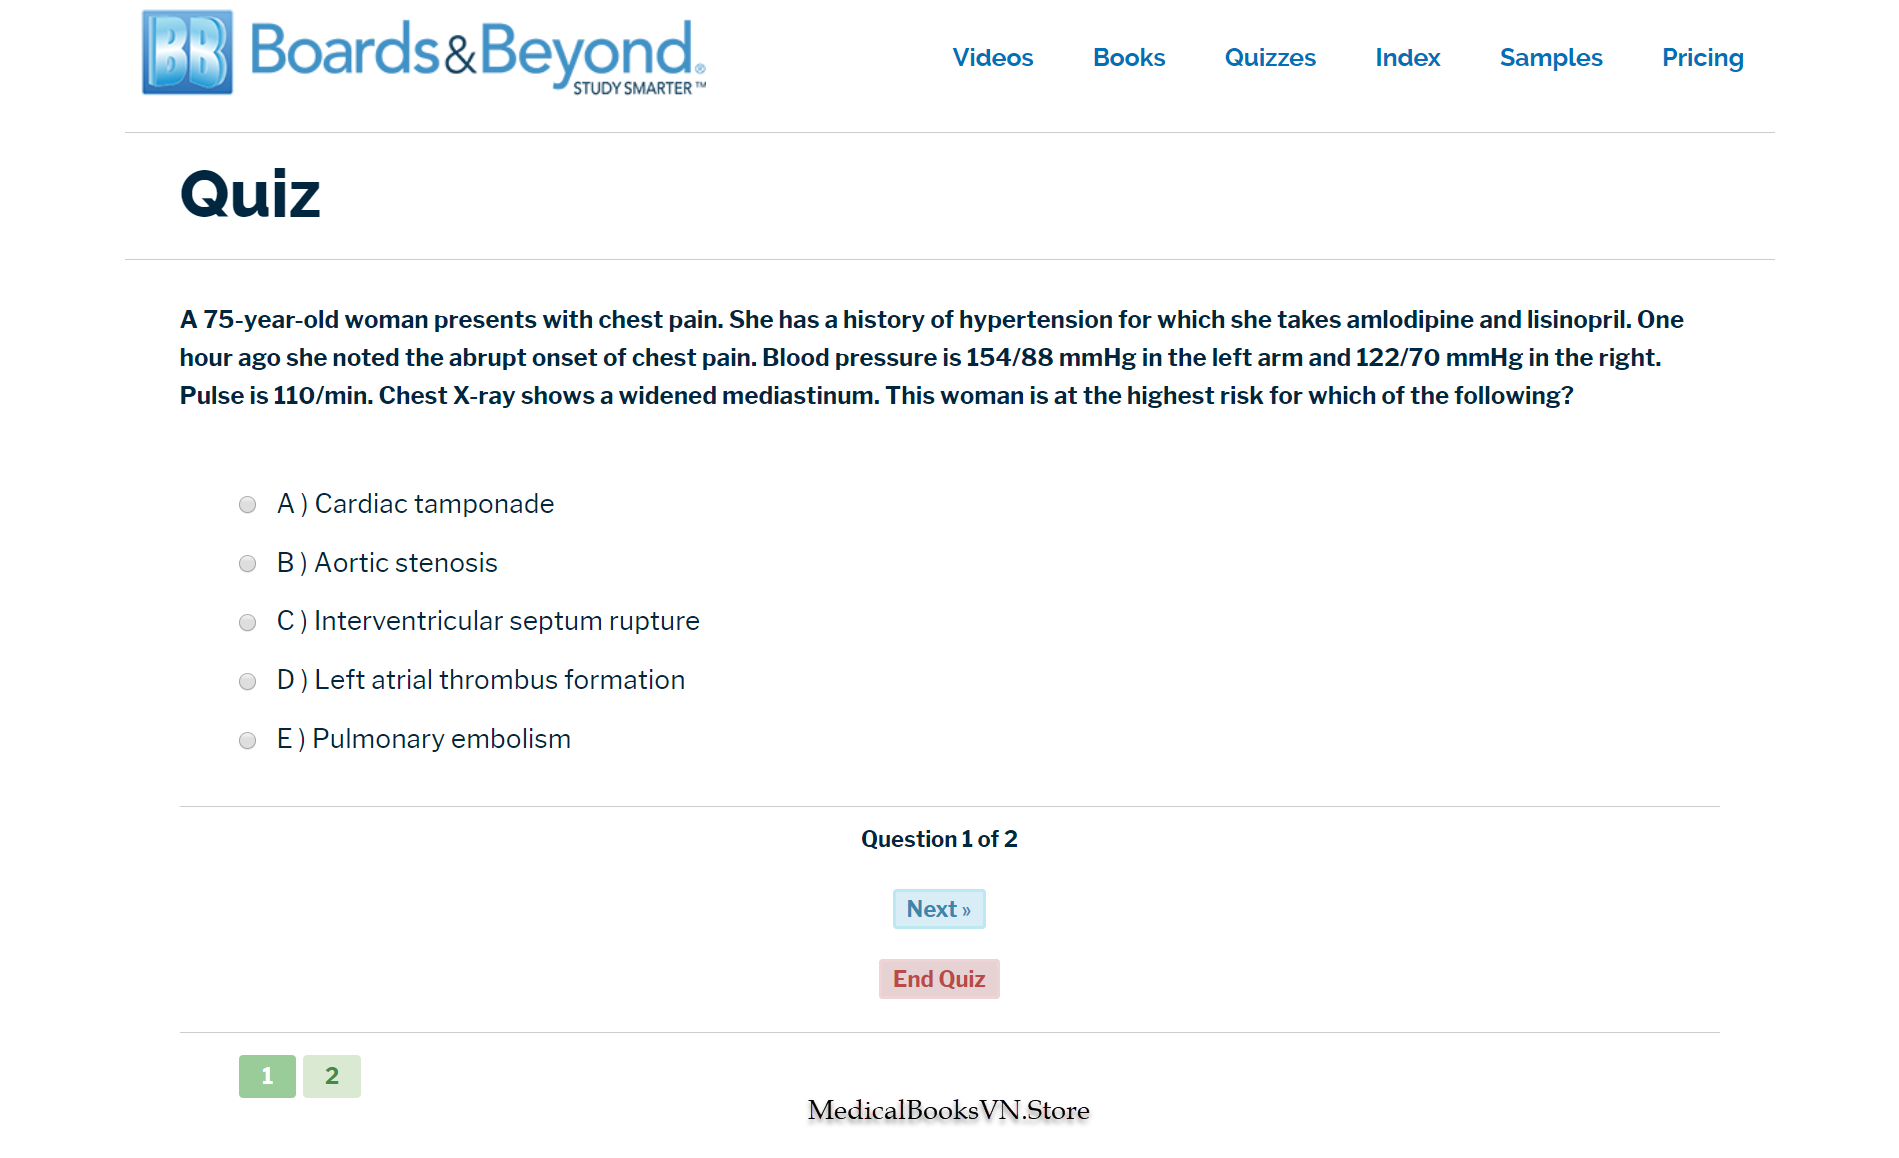 BB Boards&Beyond®
STUDY SMARTER™
Videos Books Quizzes Index Samples Pricing
Quiz
A 75-year-old woman presents with chest pain. She has a history of hypertension for which she takes amlodipine and lisinopril. One
hour ago she noted the abrupt onset of chest pain. Blood pressure is 154/88 mmHg in the left arm and 122/70 mmHg in the right.
Pulse is 110/min. Chest X-ray shows a widened mediastinum. This woman is at the highest risk for which of the following?
A ) Cardiac tamponade
B ) Aortic stenosis
C ) Interventricular septum rupture
D ) Left atrial thrombus formation
E ) Pulmonary embolism
Question 1 of 2
Next »
End Quiz
1 2
MedicalBooksVN.Store